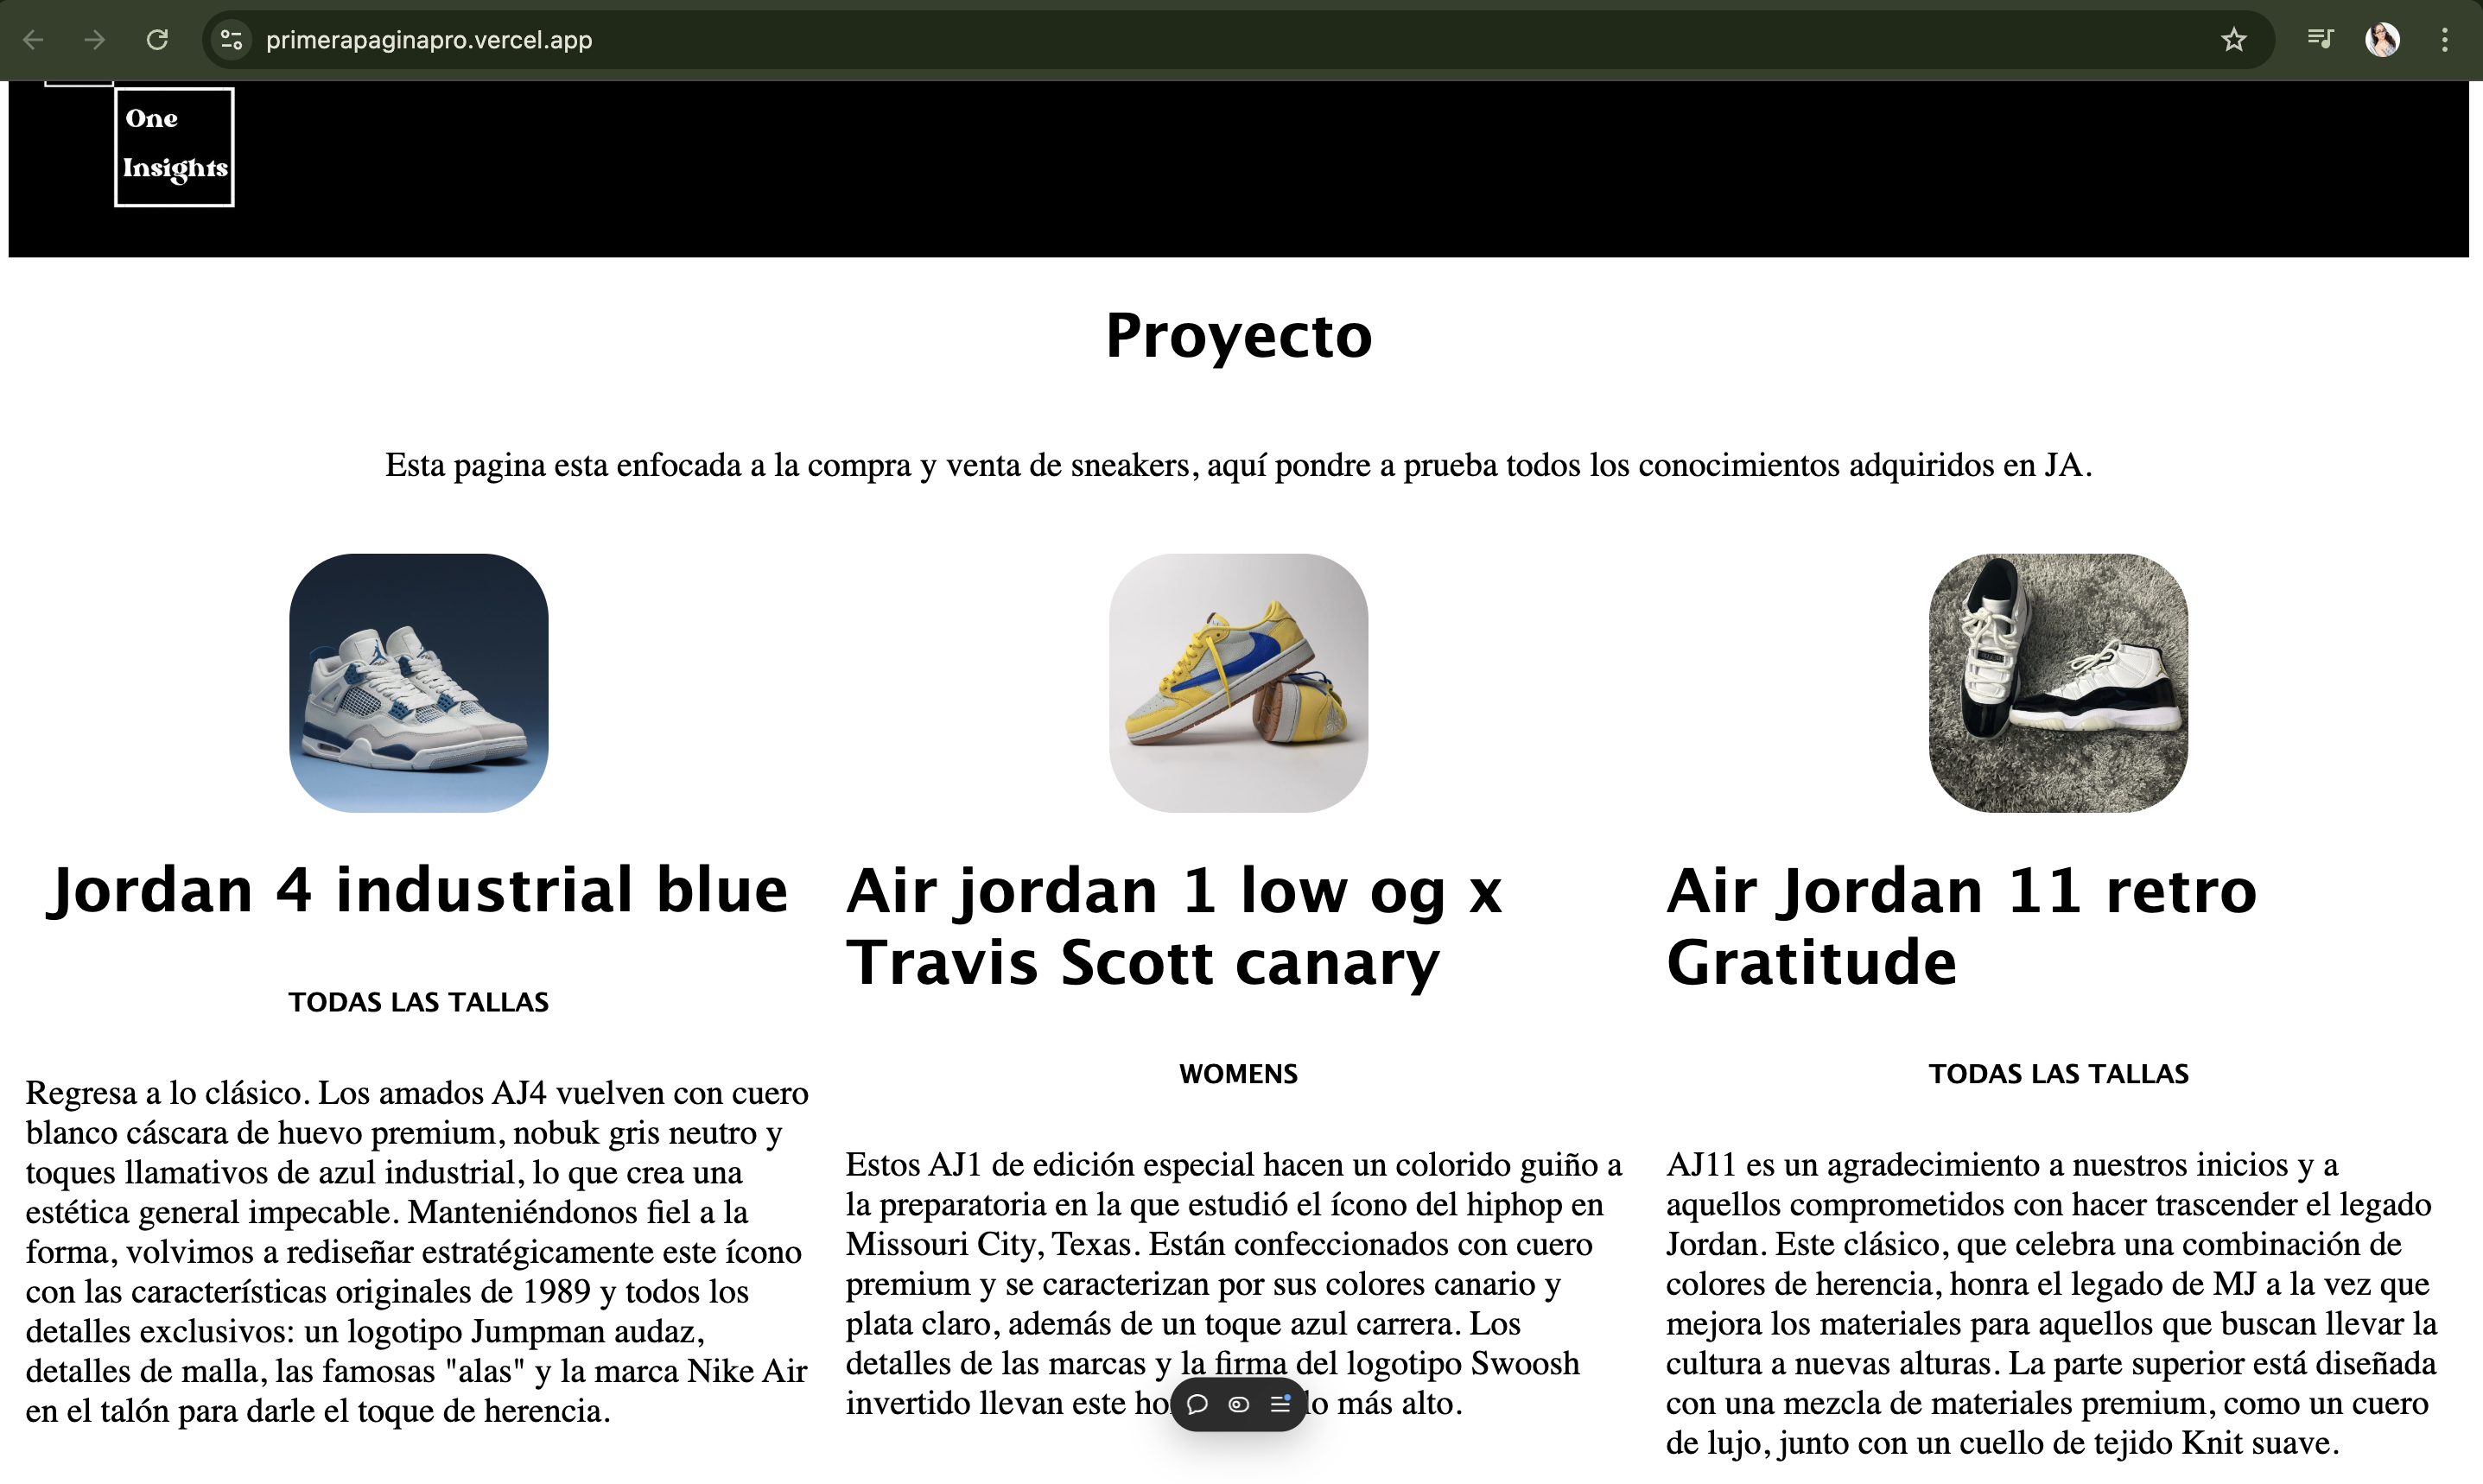 primerapaginapro.vercel.app
One
Insights
Proyecto
Esta pagina esta enfocada a la compra y venta de sneakers, aquí pondre a prueba todos los conocimientos adquiridos en JA.
Jordan 4 industrial blue
TODAS LAS TALLAS
Regresa a lo clásico. Los amados AJ4 vuelven con cuero
blanco cáscara de huevo premium, nobuk gris neutro y
toques llamativos de azul industrial, lo que crea una
estética general impecable. Manteniéndonos fiel a la
forma, volvimos a rediseñar estratégicamente este ícono
con las características originales de 1989 y todos los
detalles exclusivos: un logotipo Jumpman audaz,
detalles de malla, las famosas "alas" y la marca Nike Air
en el talón para darle el toque de herencia.
Air jordan 1 low og x
Travis Scott canary
WOMENS
Estos AJ1 de edición especial hacen un colorido guiño a
la preparatoria en la que estudió el ícono del hiphop en
Missouri City, Texas. Están confeccionados con cuero
premium y se caracterizan por sus colores canario y
plata claro, además de un toque azul carrera. Los
detalles de las marcas y la firma del logotipo Swoosh
invertido llevan este lo más alto.
Air Jordan 11 retro
Gratitude
TODAS LAS TALLAS
AJ11 es un agradecimiento a nuestros inicios y a
aquellos comprometidos con hacer trascender el legado
Jordan. Este clásico, que celebra una combinación de
colores de herencia, honra el legado de MJ a la vez que
mejora los materiales para aquellos que buscan llevar la
cultura a nuevas alturas. La parte superior está diseñada
con una mezcla de materiales premium, como un cuero
de lujo, junto con un cuello de tejido Knit suave.